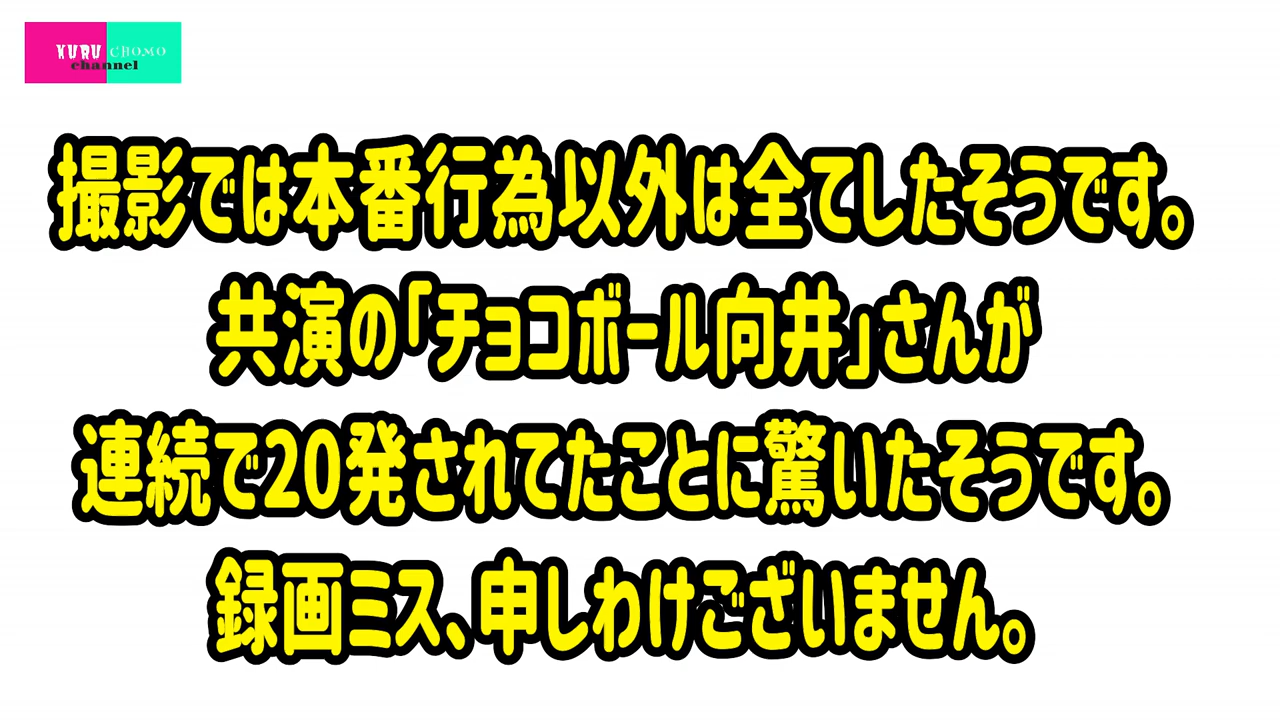 XURU CHOMO
channel
撮影では本番行為以外は全てしたそうです。
共演の「チョコボール向井」さんが
連続で20発されてたことに驚いたそうです。
録画ミス、申しわけございません。